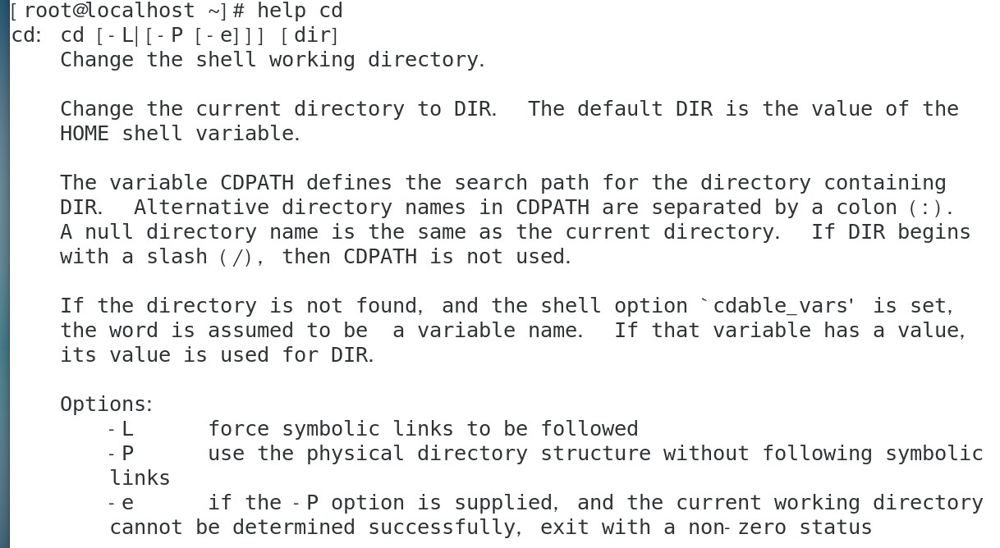 [root@localhost ~]# help cd
cd: cd [-L|[-P [-e]]] [dir]
Change the shell working directory.
Change the current directory to DIR.  The default DIR is the value of the
HOME shell variable.
The variable CDPATH defines the search path for the directory containing
DIR.  Alternative directory names in CDPATH are separated by a colon (:).
A null directory name is the same as the current directory.  If DIR begins
with a slash (/), then CDPATH is not used.
If the directory is not found, and the shell option `cdable_vars' is set,
the word is assumed to be  a variable name.  If that variable has a value,
its value is used for DIR.
Options:
-L      force symbolic links to be followed
-P      use the physical directory structure without following symbolic
links
-e      if the -P option is supplied, and the current working directory
cannot be determined successfully, exit with a non-zero status